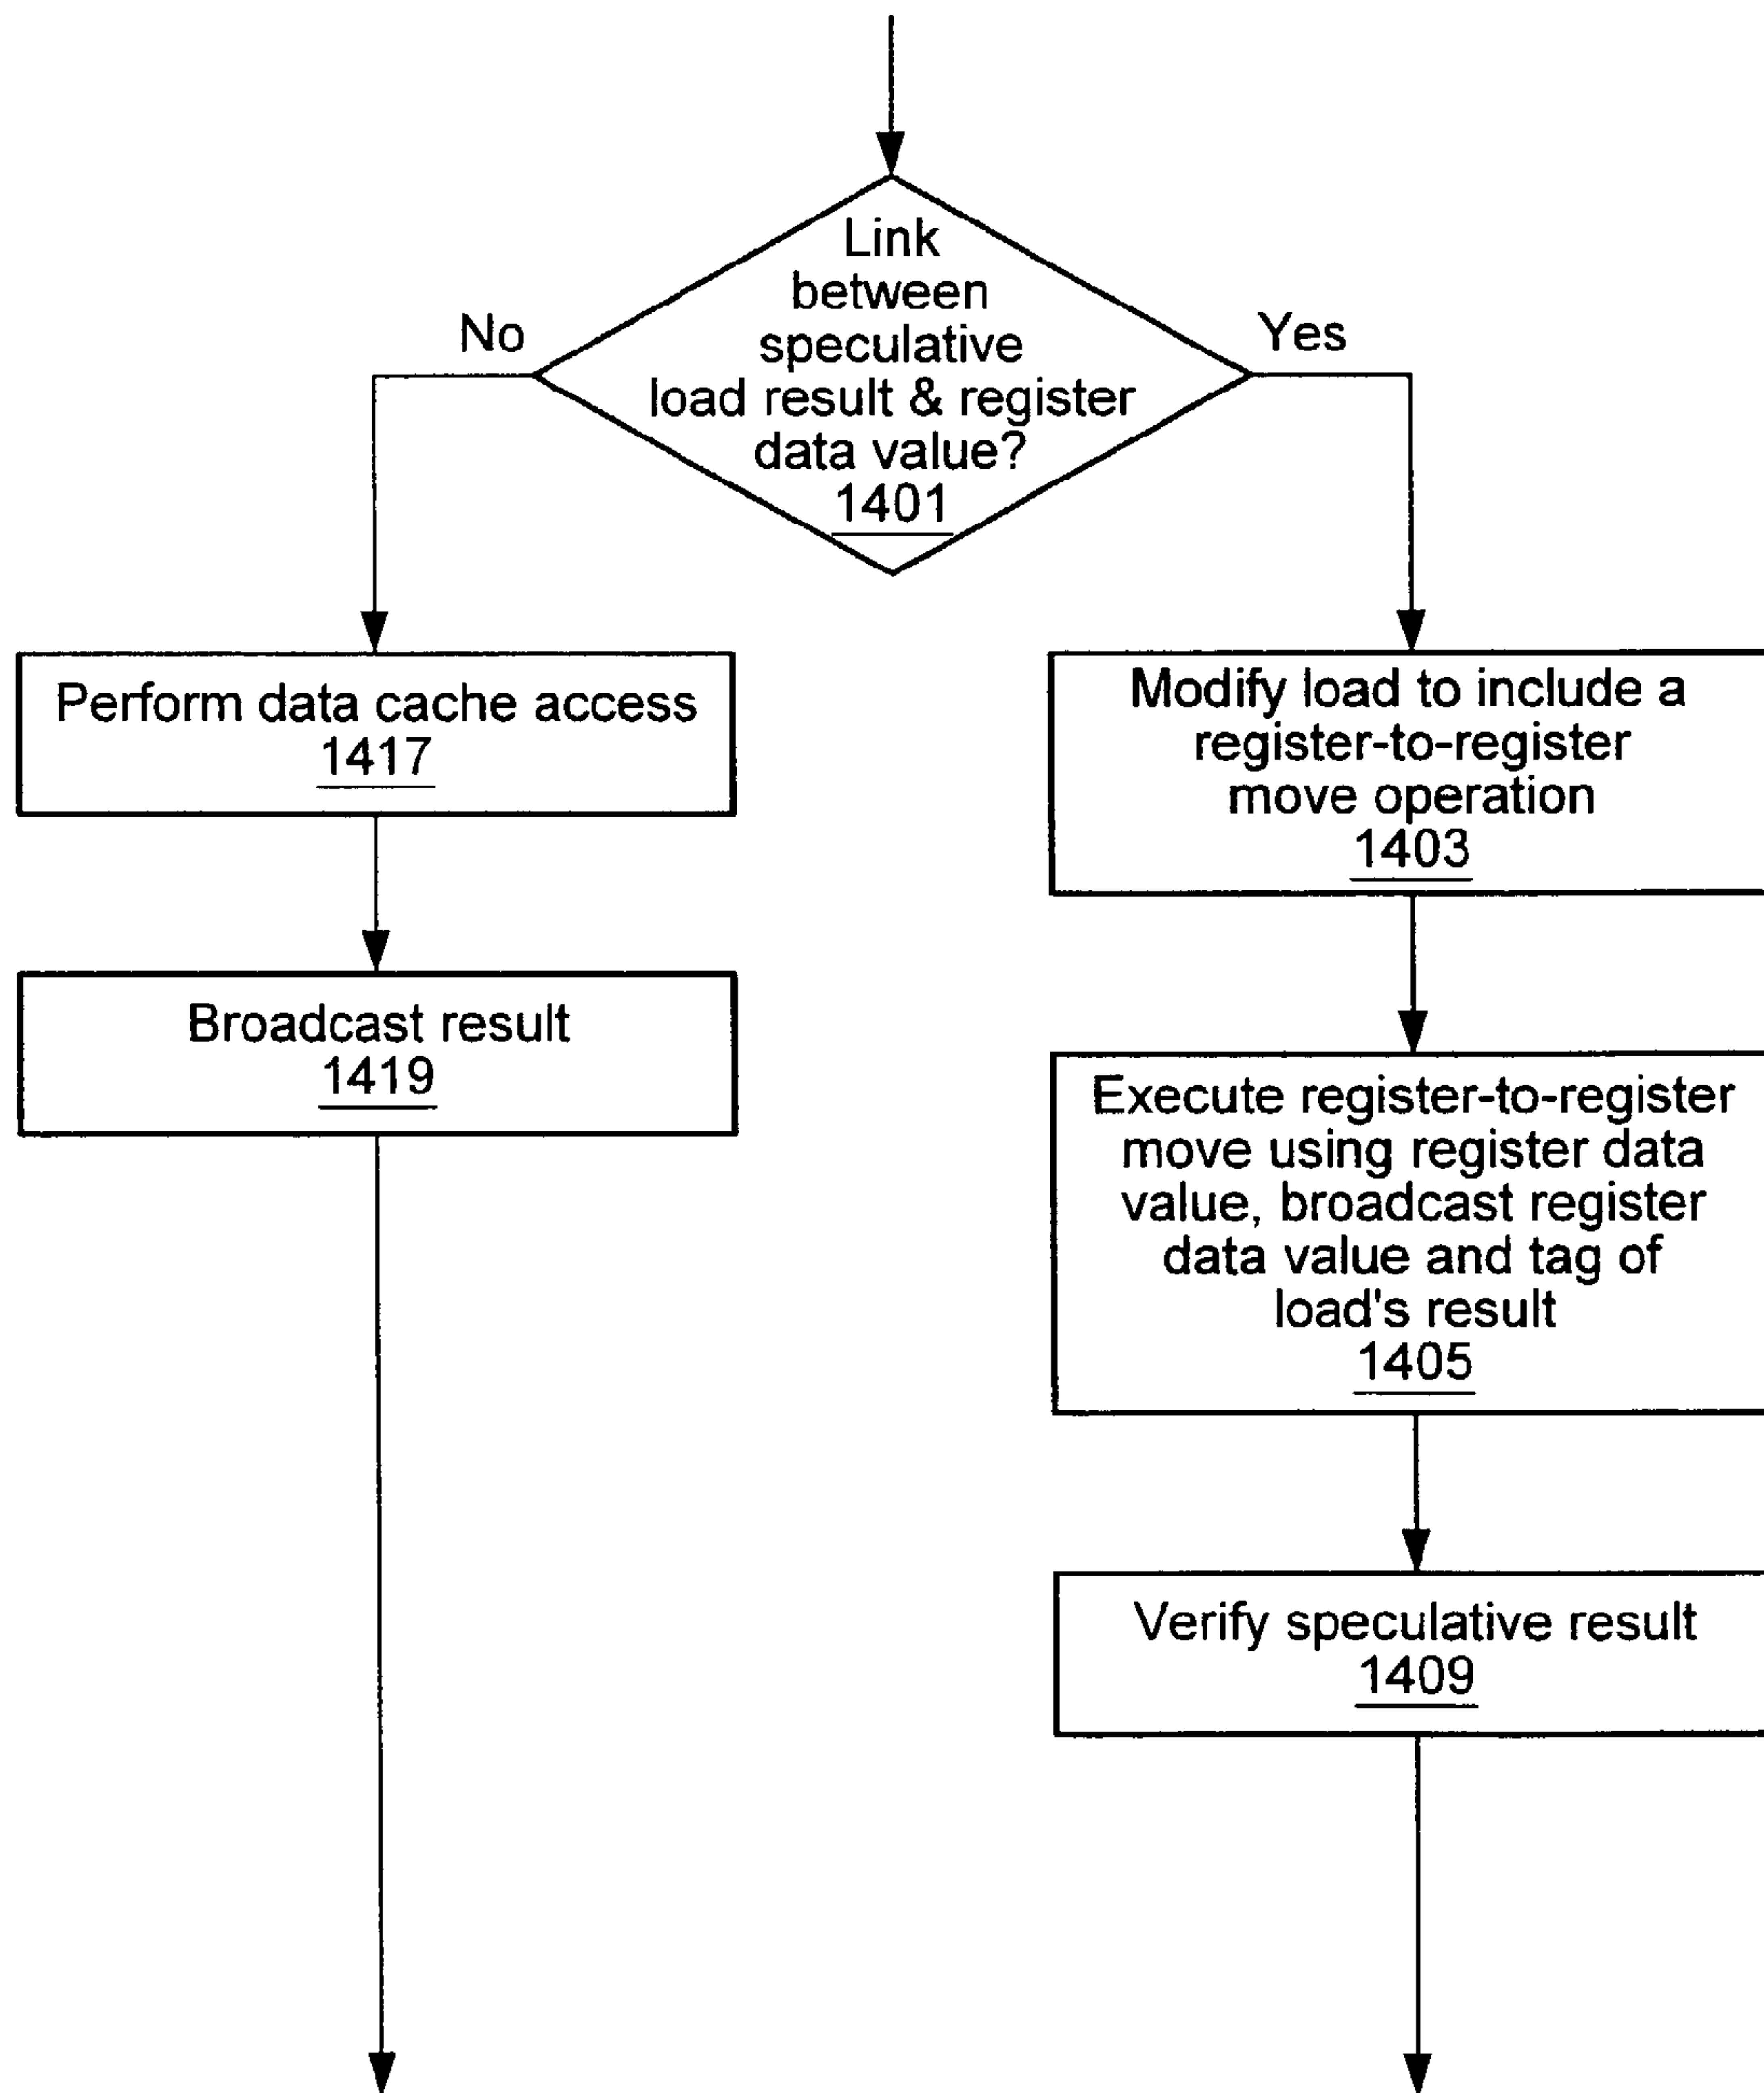 Link
between
speculative
load result & register
data value?
1401
No
Yes
Perform data cache access
1417
Broadcast result
1419
Modify load to include a
register-to-register
move operation
1403
Execute register-to-register
move using register data
value, broadcast register
data value and tag of
load's result
1405
Verify speculative result
1409